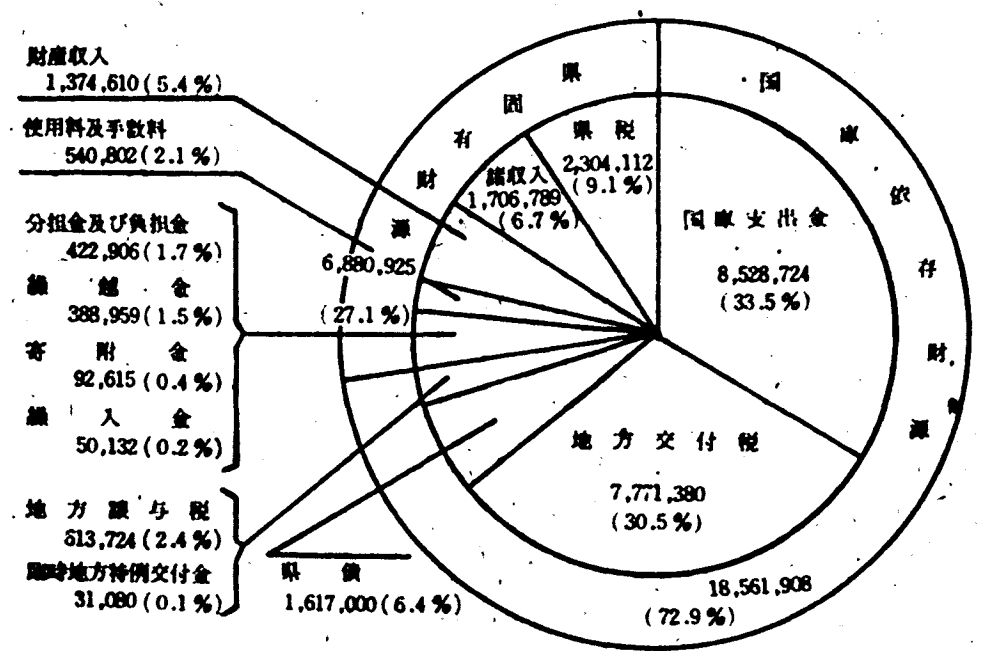 財産収入
1,374,610(5.4%)
使用料及手数料
540,802(2.1%)
分担金及び負担金
422,906(1.7%)
繰越金
388,959(1.5%)
寄附金
92,615(0.4%)
繰入金
50,132(0.2%)
地方譲与税
613,724(2.4%)
臨時地方特例交付金
31,080(0.1%)
県債
1,617,000(6.4%)
県固有財源
6,880,925
(27.1%)
諸収入
1,706,789
(6.7%)
県税
2,304,112
(9.1%)
国庫支出金
8,528,724
(33.5%)
地方交付税
7,771,380
(30.5%)
国庫依存財源
18,561,908
(72.9%)